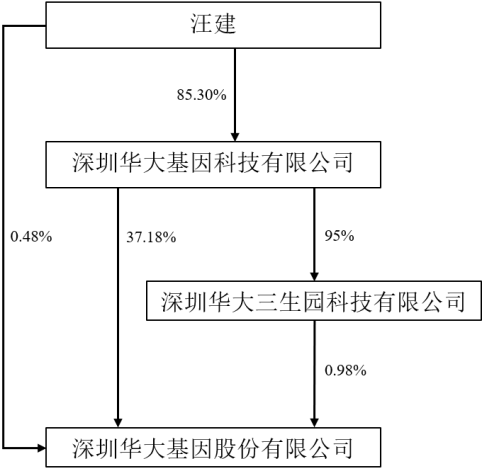 汪建
85.30%
深圳华大基因科技有限公司
0.48%
37.18%
95%
深圳华大三生园科技有限公司
0.98%
深圳华大基因股份有限公司